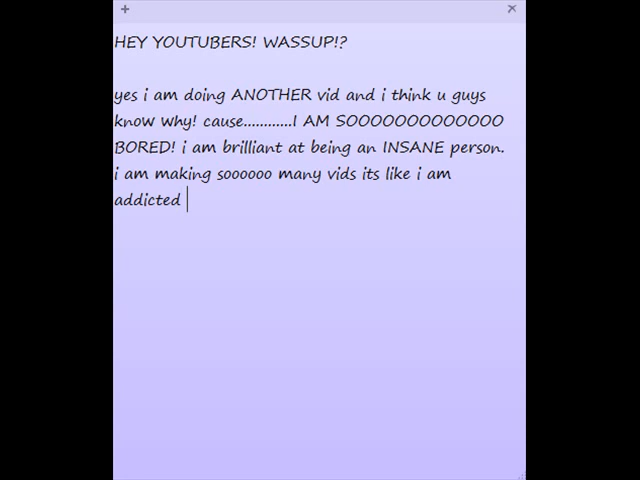 HEY YOUTUBERS! WASSUP!?
yes i am doing ANOTHER vid and i think u guys
know why! cause............I AM SOOOOOOOOOOOOO
BORED! i am brilliant at being an INSANE person.
i am making soooooo many vids its like i am
addicted